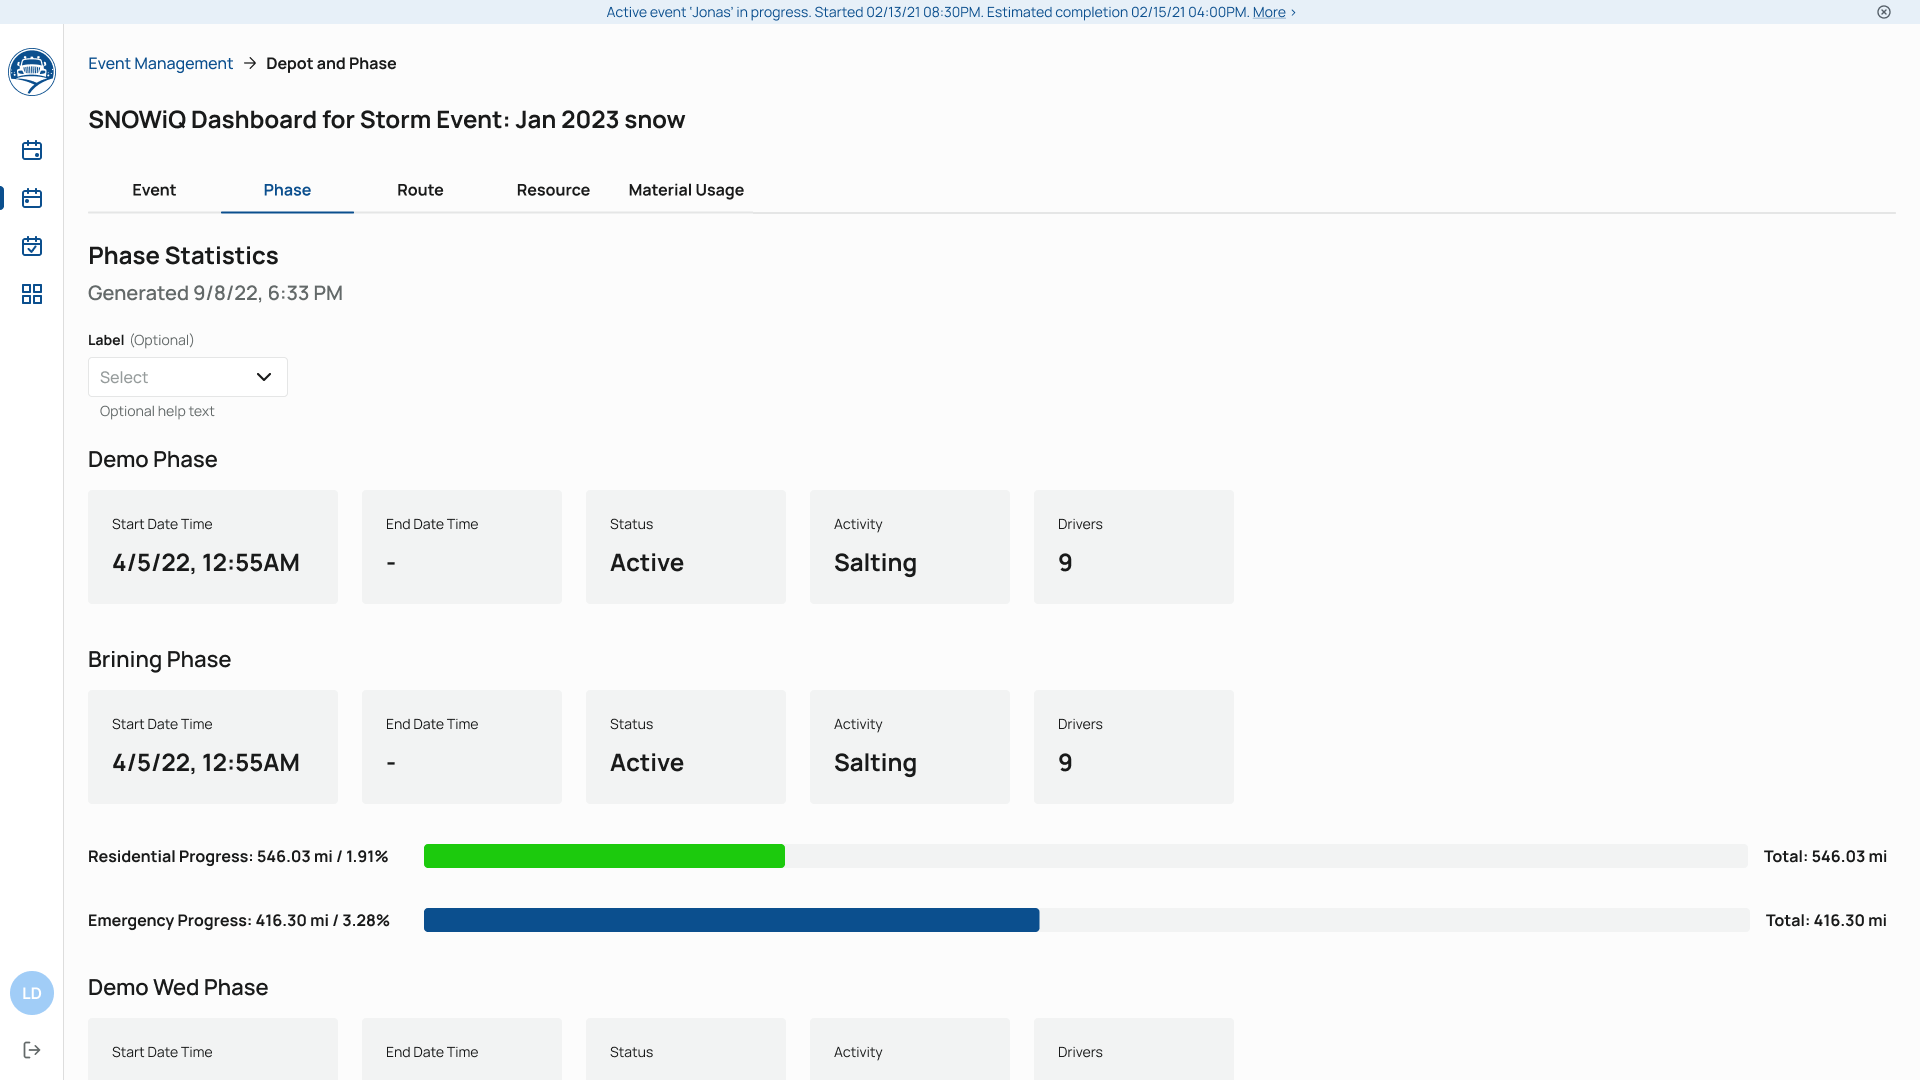 Active event 'Jonas' in progress. Started 02/13/21 08:30PM. Estimated completion 02/15/21 04:00PM. More ›
Event Management → Depot and Phase
SNOWiQ Dashboard for Storm Event: Jan 2023 snow
Event Phase Route Resource Material Usage
Phase Statistics
Generated 9/8/22, 6:33 PM
Label (Optional)
Select
Optional help text
Demo Phase
Start Date Time End Date Time Status Activity Drivers
4/5/22, 12:55AM - Active Salting 9
Brining Phase
Start Date Time End Date Time Status Activity Drivers
4/5/22, 12:55AM - Active Salting 9
Residential Progress: 546.03 mi / 1.91% Total: 546.03 mi
Emergency Progress: 416.30 mi / 3.28% Total: 416.30 mi
Demo Wed Phase
LD
Start Date Time End Date Time Status Activity Drivers